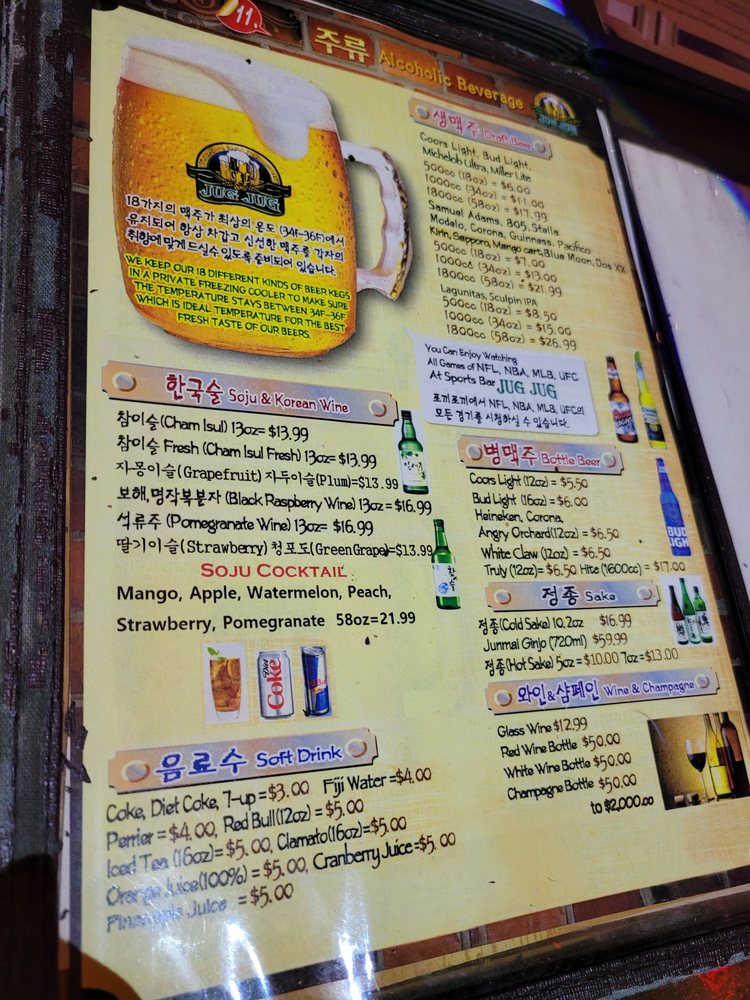 11.
주류 Alcoholic Beverage
JUG JUG
JUG JUG
18가지의 맥주가 최상의 온도 (34F~36F)에서
유지되어 항상 차갑고 신선한 맥주를 각자의
취향에 맞게 드실수 있도록 준비되어 있습니다.
WE KEEP OUR 18 DIFFERENT KINDS OF BEER KEGS
IN A PRIVATE FREEZING COOLER TO MAKE SURE
THE TEMPERATURE STAYS BETWEEN 34F~36F
WHICH IS IDEAL TEMPERATURE FOR THE BEST
FRESH TASTE OF OUR BEERS.
한국술 Soju & Korean Wine
참이슬(Cham Isul) 13oz= $13.99
참이슬 Fresh (Cham Isul Fresh) 13oz= $13.99
자몽이슬(Grapefruit) 자두이슬(Plum)=$13.99
보해,명작복분자 (Black Raspberry Wine) 13oz = $16.99
석류주 (Pomegranate Wine) 13oz= $16.99
딸기이슬(Strawberry) 청포도(Green Grape)=$13.99
SOJU COCKTAIL
Mango, Apple, Watermelon, Peach,
Strawberry, Pomegranate 58oz=21.99
Diet Coke
음료수 Soft Drink
Coke, Diet Coke, 7-up =$3.00 Fiji Water =$4.00
Perrier = $4.00, Red Bull(12oz) = $5.00
Iced Tea (16oz)= $5.00, Clamato(16oz)=$5.00
Orange Juice(100%) = $5.00, Cranberry Juice =$5.00
Pineapple Juice = $5.00
생맥주 Draft Beer
Coors Light, Bud Light,
Michelob Ultra, Miller Lite
500cc (18oz) = $6.00
1000cc (34oz) = $11.00
1800cc (58oz) = $17.99
Samuel Adams, 805, Stella
Modelo, Corona, Guinness, Pacifico
Kirin, Sapporo, Mango cart, Blue Moon, Dos XX
500cc (18oz) = $7.00
1000cc (34oz) = $13.00
1800cc (58oz) = $21.99
Lagunitas, Sculpin IPA
500cc (18oz) = $8.50
1000cc (34oz) = $15.00
1800cc (58oz) = $26.99
You Can Enjoy Watching
All Games of NFL, NBA, MLB, UFC
At Sports Bar JUG JUG
쪼끼쪼끼에서 NFL, NBA, MLB, UFC의
모든 경기를 시청하실 수 있습니다.
병맥주 Bottle Beer
Coors Light (12oz) = $5.50
Bud Light (16oz) = $6.00
Heineken, Corona,
Angry Orchard(12oz) = $6.50
White Claw (12oz) = $6.50
Truly (12oz)= $6.50 Hite (1600cc) = $17.00
BUD LIGHT
정종 Sake
정종(Cold Sake) 10.2oz $16.99
Junmai Ginjo (720ml) $59.99
정종(Hot Sake) 5oz = $10.00 7oz=$13.00
와인&샴페인 Wine & Champagne
Glass Wine $12.99
Red Wine Bottle $50.00
White Wine Bottle $50.00
Champagne Bottle $50.00
to $2,000.00